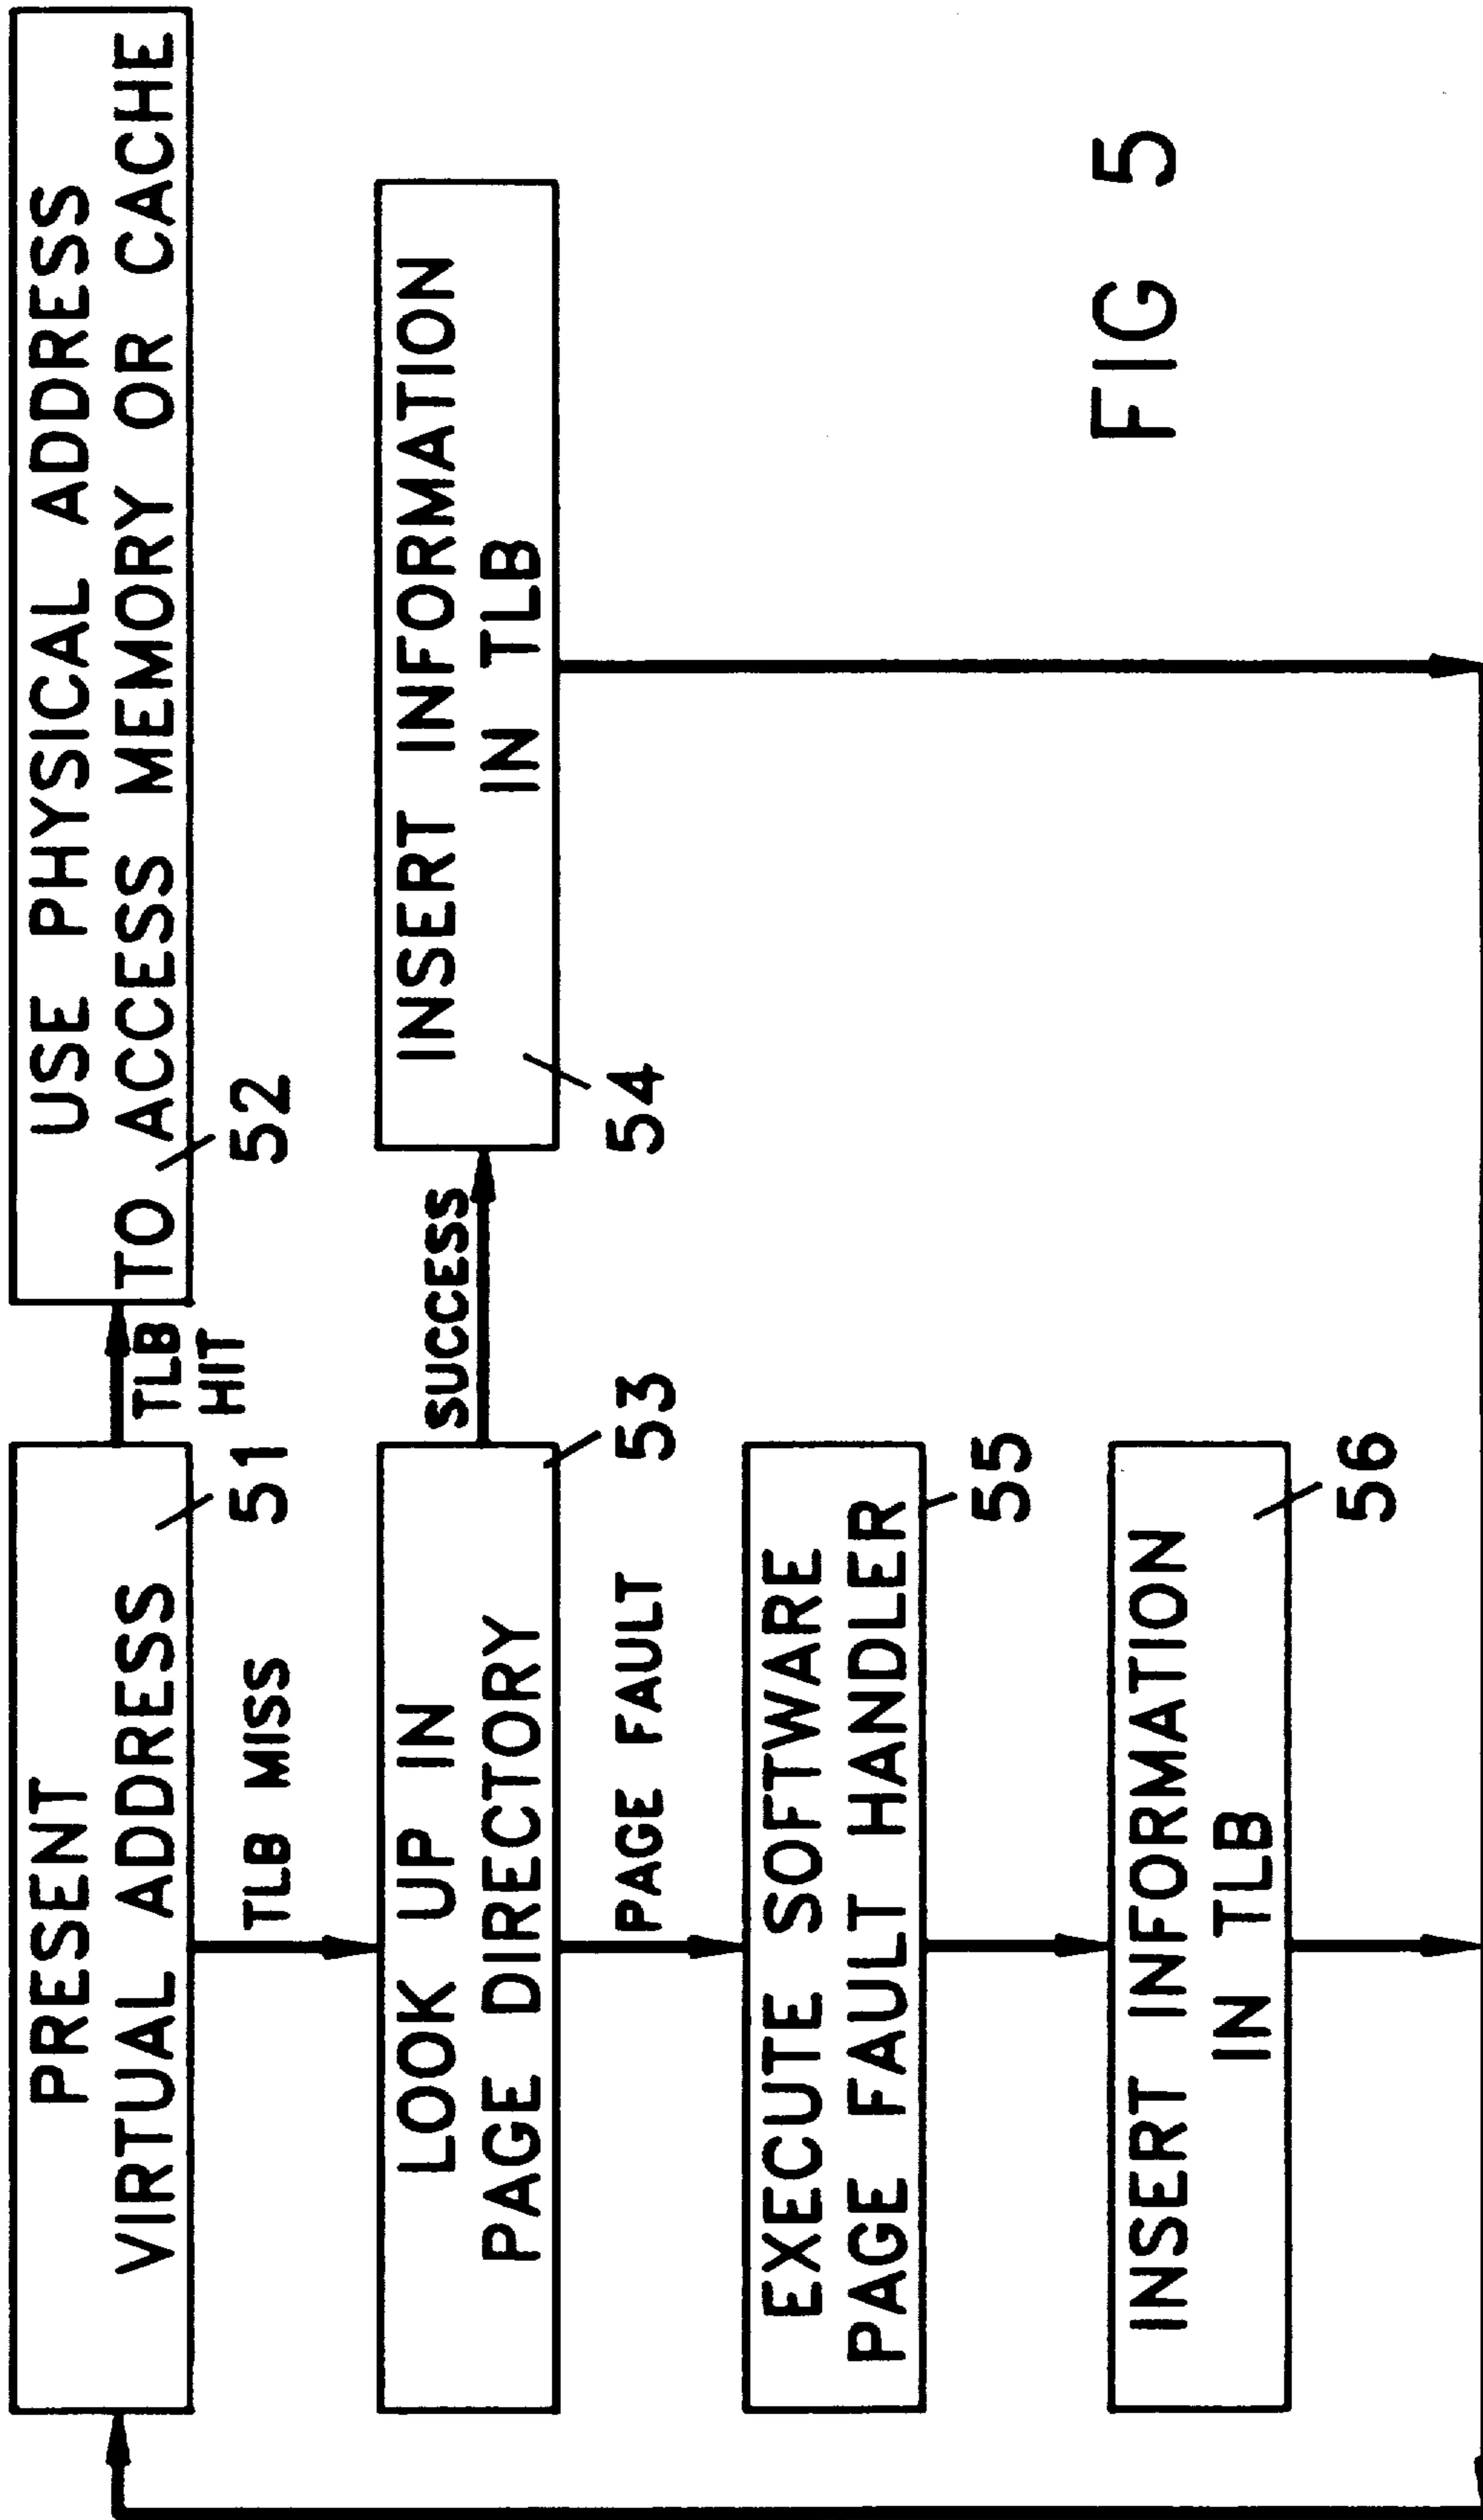 PRESENT
VIRTUAL ADDRESS
51
TLB
HIT
USE PHYSICAL ADDRESS
TO ACCESS MEMORY OR CACHE
52
TLB MISS
LOOK UP IN
PAGE DIRECTORY
53
SUCCESS
INSERT INFORMATION
IN TLB
54
PAGE FAULT
EXECUTE SOFTWARE
PAGE FAULT HANDLER
55
INSERT INFORMATION
IN TLB
56
FIG 5